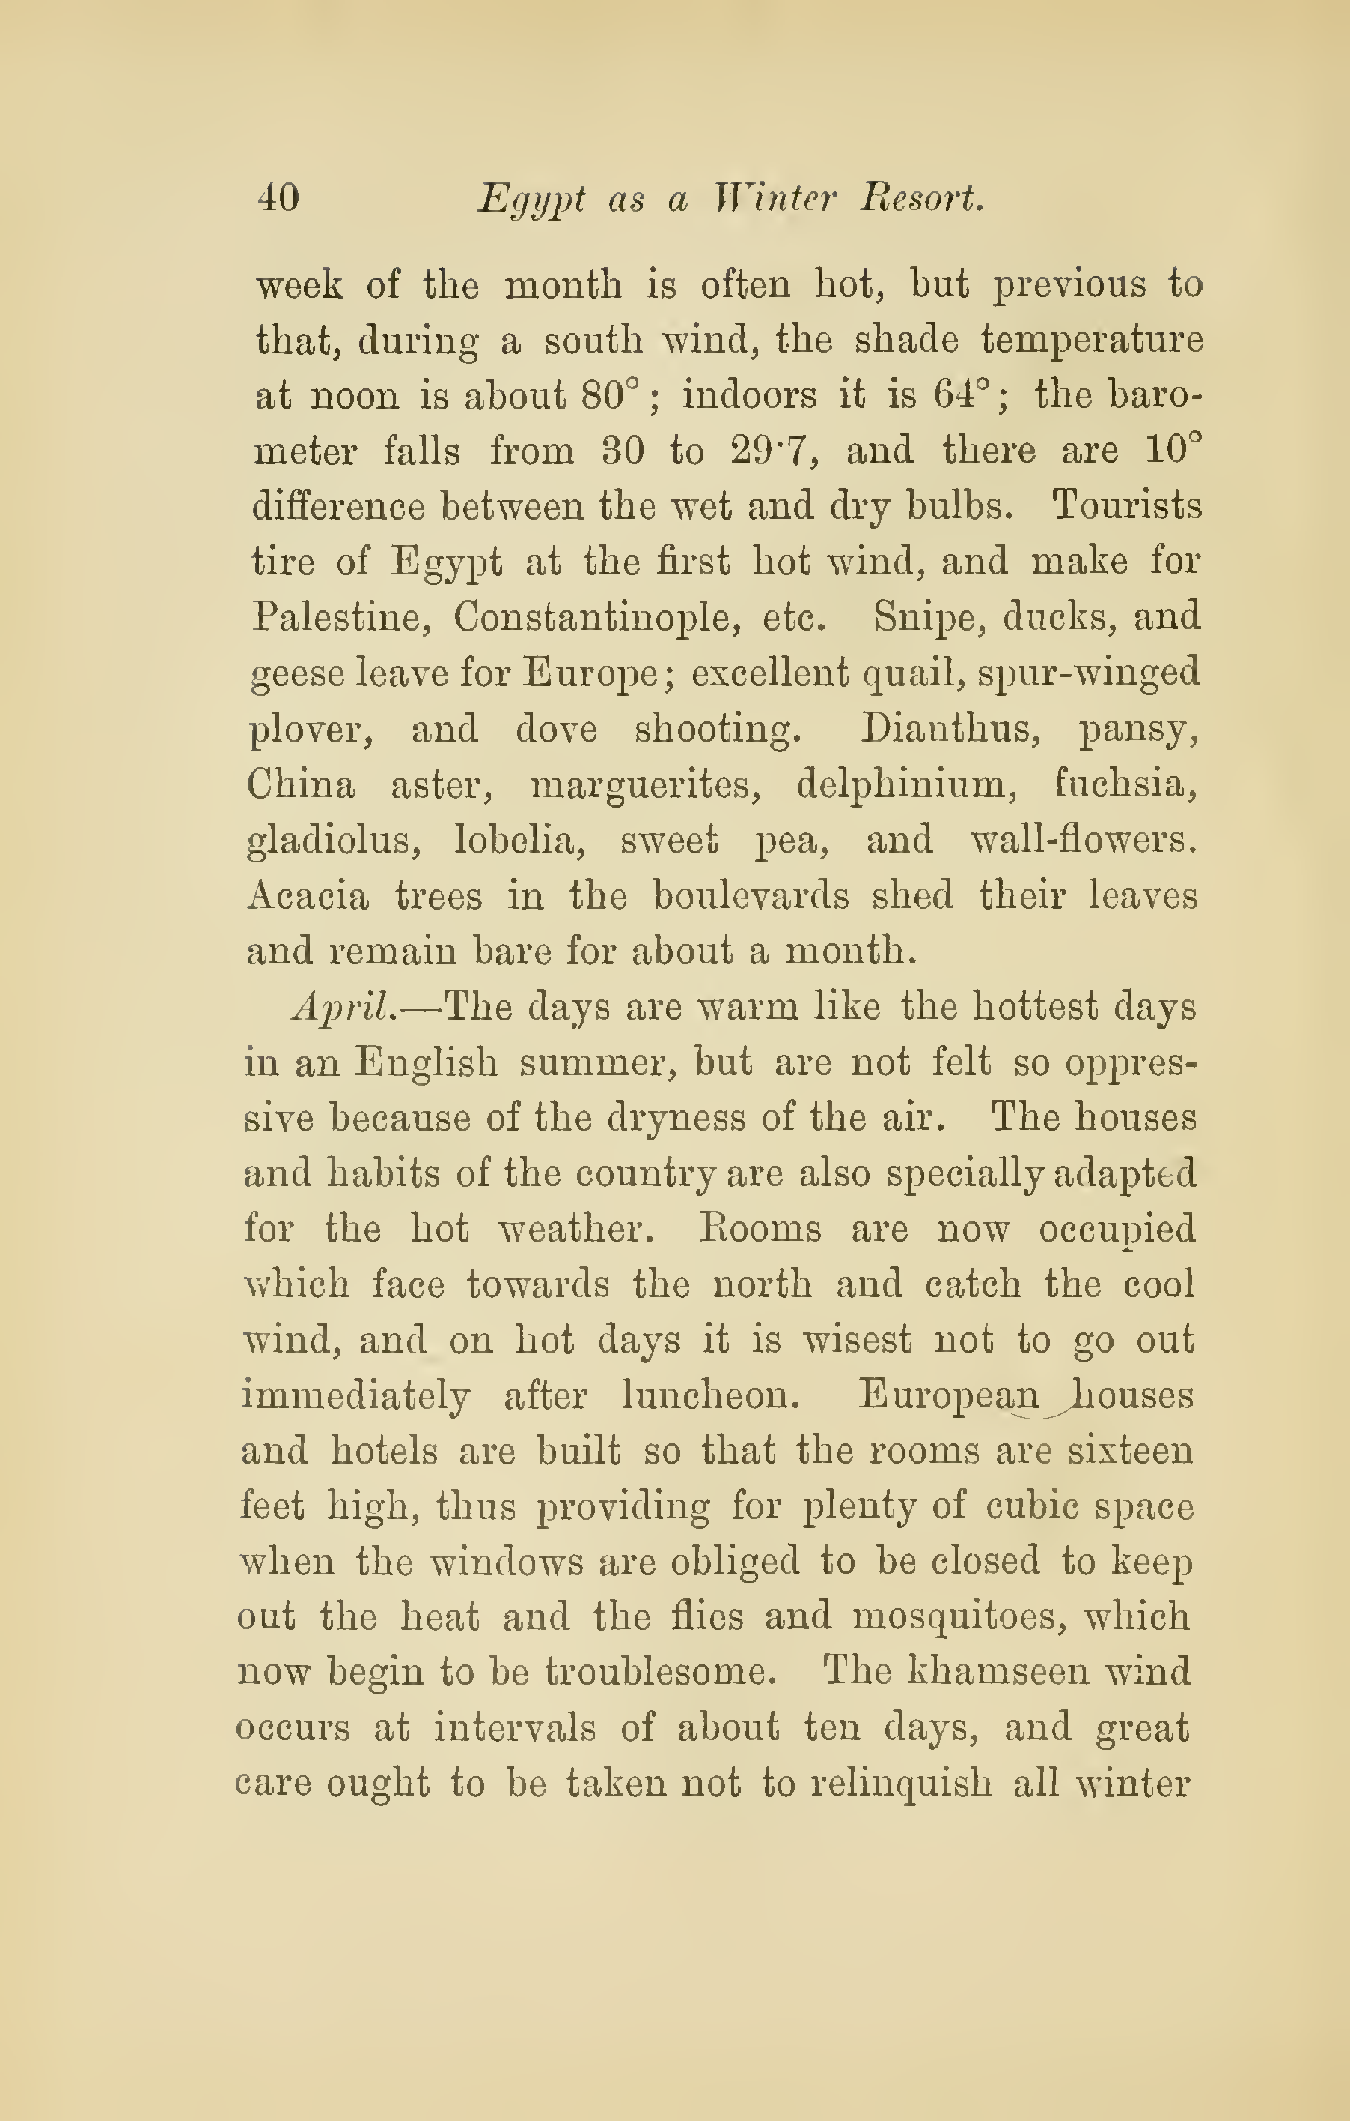 40 Egypt as a Winter Resort.
week of the month is often hot, but previous to
that, during a south wind, the shade temperature
at noon is about 80°; indoors it is 64°; the baro-
meter falls from 30 to 29·7, and there are 10°
difference between the wet and dry bulbs. Tourists
tire of Egypt at the first hot wind, and make for
Palestine, Constantinople, etc. Snipe, ducks, and
geese leave for Europe; excellent quail, spur-winged
plover, and dove shooting. Dianthus, pansy,
China aster, marguerites, delphinium, fuchsia,
gladiolus, lobelia, sweet pea, and wall-flowers.
Acacia trees in the boulevards shed their leaves
and remain bare for about a month.
April.—The days are warm like the hottest days
in an English summer, but are not felt so oppres-
sive because of the dryness of the air. The houses
and habits of the country are also specially adapted
for the hot weather. Rooms are now occupied
which face towards the north and catch the cool
wind, and on hot days it is wisest not to go out
immediately after luncheon. European houses
and hotels are built so that the rooms are sixteen
feet high, thus providing for plenty of cubic space
when the windows are obliged to be closed to keep
out the heat and the flies and mosquitoes, which
now begin to be troublesome. The khamseen wind
occurs at intervals of about ten days, and great
care ought to be taken not to relinquish all winter